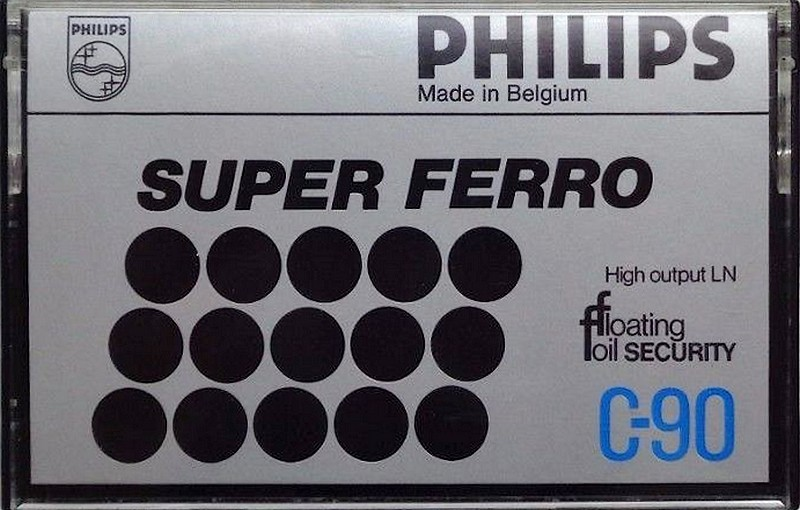 PHILIPS
PHILIPS
Made in Belgium
SUPER FERRO
High output LN
floating
foil SECURITY
C-90